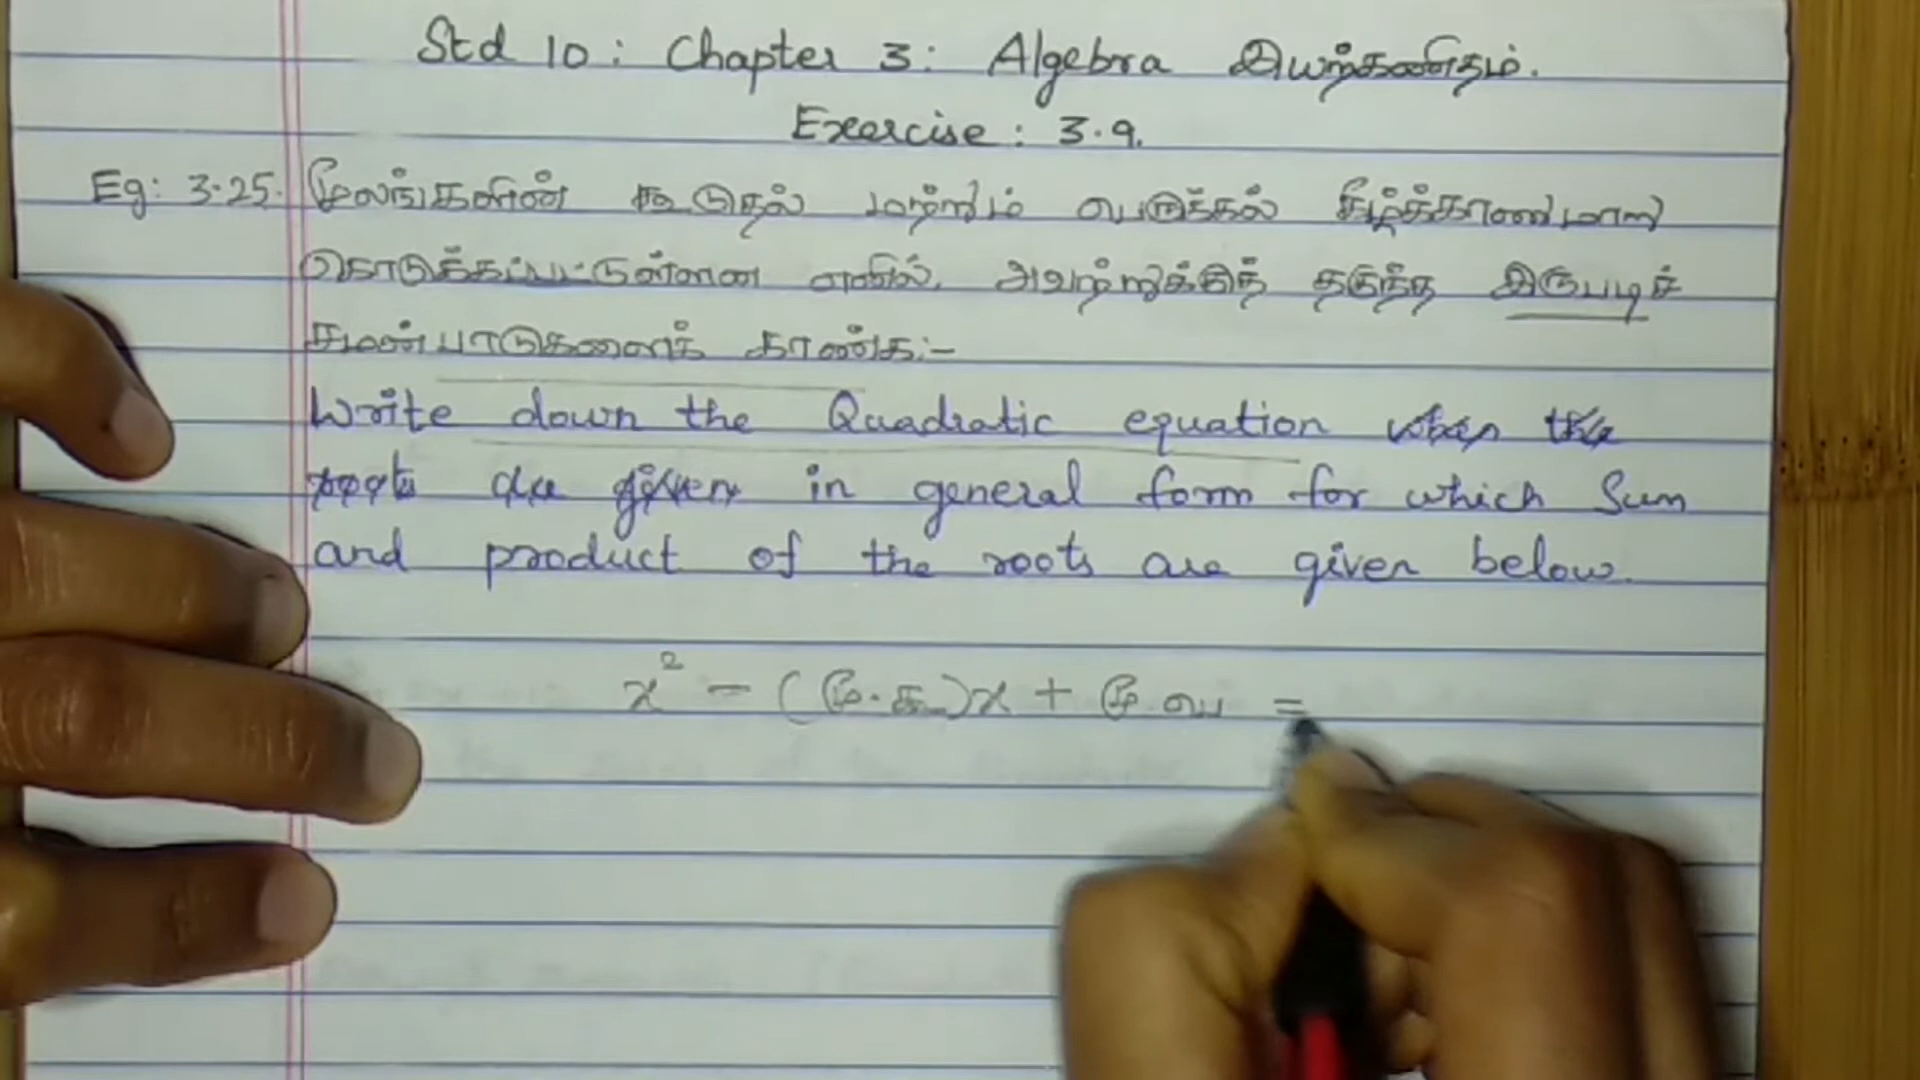 Std 10 : Chapter 3 : Algebra இயற்கணிதம்.
Exercise : 3.9.
Eg: 3.25. மூலங்களின் கூடுதல் மற்றும் பெருக்கல் கீழ்க்காணுமாறு
கொடுக்கப்பட்டுள்ளன எனில், அவற்றுக்குத் தகுந்த இருபடிச்
சமன்பாடுகளைக் காண்க:-
Write down the Quadratic equation when the
roots are given in general form for which Sum
and product of the roots are given below.
x² - (மூ.கூ)x + மூ பெ =